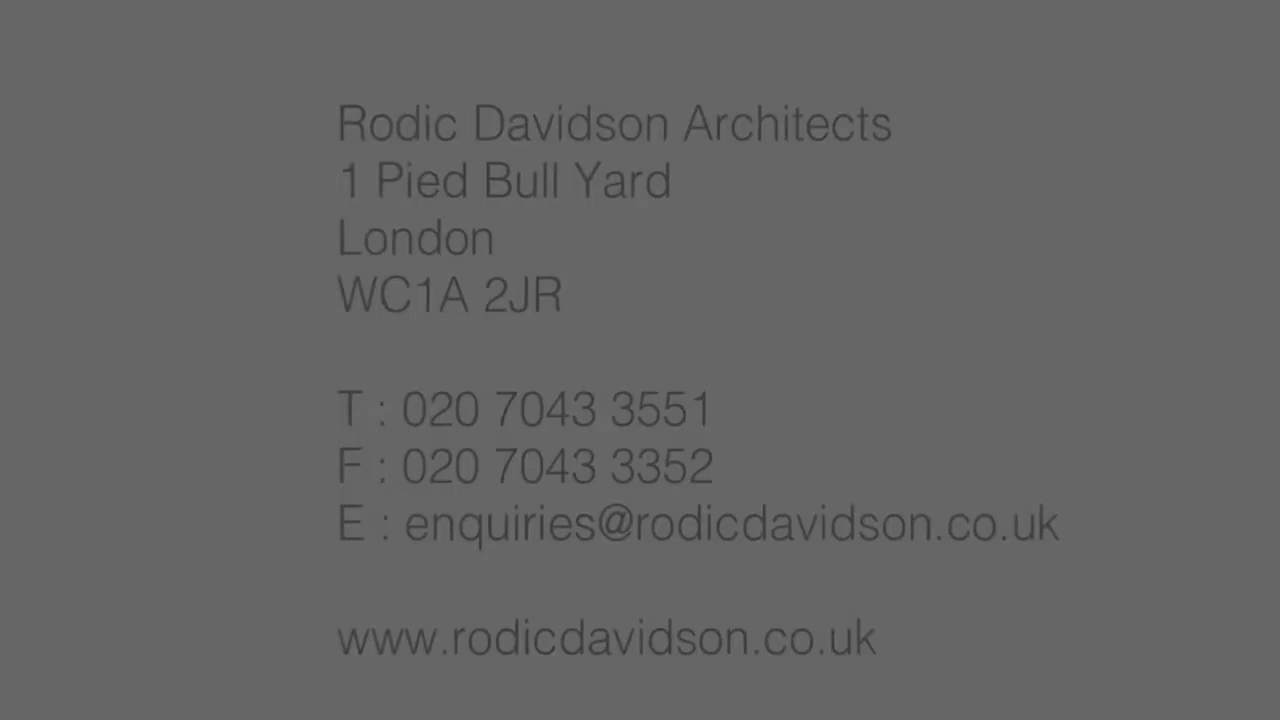 Rodic Davidson Architects
1 Pied Bull Yard
London
WC1A 2JR
T : 020 7043 3551
F : 020 7043 3352
E : enquiries@rodicdavidson.co.uk
www.rodicdavidson.co.uk